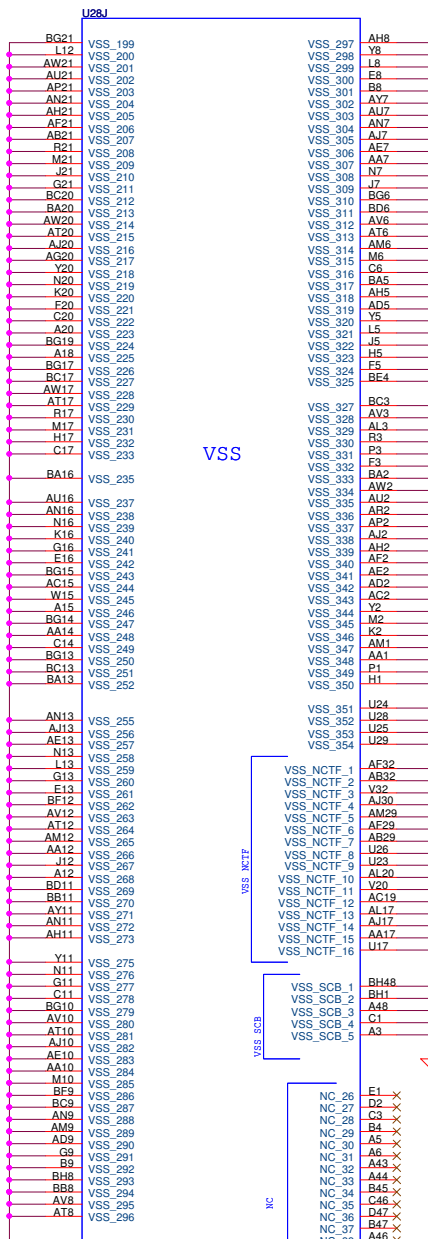 U28J
BG21 VSS_199
L12 VSS_200
AW21 VSS_201
AU21 VSS_202
AP21 VSS_203
AN21 VSS_204
AH21 VSS_205
AF21 VSS_206
AB21 VSS_207
R21 VSS_208
M21 VSS_209
J21 VSS_210
G21 VSS_211
BC20 VSS_212
BA20 VSS_213
AW20 VSS_214
AT20 VSS_215
AJ20 VSS_216
AG20 VSS_217
Y20 VSS_218
N20 VSS_219
K20 VSS_220
F20 VSS_221
C20 VSS_222
A20 VSS_223
BG19 VSS_224
A18 VSS_225
BG17 VSS_226
BC17 VSS_227
AW17 VSS_228
AT17 VSS_229
R17 VSS_230
M17 VSS_231
H17 VSS_232
C17 VSS_233
BA16 VSS_235
AU16 VSS_237
AN16 VSS_238
N16 VSS_239
K16 VSS_240
G16 VSS_241
E16 VSS_242
BG15 VSS_243
AC15 VSS_244
W15 VSS_245
A15 VSS_246
BG14 VSS_247
AA14 VSS_248
C14 VSS_249
BG13 VSS_250
BC13 VSS_251
BA13 VSS_252
AN13 VSS_255
AJ13 VSS_256
AE13 VSS_257
N13 VSS_258
L13 VSS_259
G13 VSS_260
E13 VSS_261
BF12 VSS_262
AV12 VSS_263
AT12 VSS_264
AM12 VSS_265
AA12 VSS_266
J12 VSS_267
A12 VSS_268
BD11 VSS_269
BB11 VSS_270
AY11 VSS_271
AN11 VSS_272
AH11 VSS_273
Y11 VSS_275
N11 VSS_276
G11 VSS_277
C11 VSS_278
BG10 VSS_279
AV10 VSS_280
AT10 VSS_281
AJ10 VSS_282
AE10 VSS_283
AA10 VSS_284
M10 VSS_285
BF9 VSS_286
BC9 VSS_287
AN9 VSS_288
AM9 VSS_289
AD9 VSS_290
G9 VSS_291
B9 VSS_292
BH8 VSS_293
BB8 VSS_294
AV8 VSS_295
AT8 VSS_296
VSS
VSS_297 AH8
VSS_298 Y8
VSS_299 L8
VSS_300 E8
VSS_301 B8
VSS_302 AY7
VSS_303 AU7
VSS_304 AN7
VSS_305 AJ7
VSS_306 AE7
VSS_307 AA7
VSS_308 N7
VSS_309 J7
VSS_310 BG6
VSS_311 BD6
VSS_312 AV6
VSS_313 AT6
VSS_314 AM6
VSS_315 M6
VSS_316 C6
VSS_317 BA5
VSS_318 AH5
VSS_319 AD5
VSS_320 Y5
VSS_321 L5
VSS_322 J5
VSS_323 H5
VSS_324 F5
VSS_325 BE4
VSS_327 BC3
VSS_328 AV3
VSS_329 AL3
VSS_330 R3
VSS_331 P3
VSS_332 F3
VSS_333 BA2
VSS_334 AW2
VSS_335 AU2
VSS_336 AR2
VSS_337 AP2
VSS_338 AJ2
VSS_339 AH2
VSS_340 AF2
VSS_341 AE2
VSS_342 AD2
VSS_343 AC2
VSS_344 Y2
VSS_345 M2
VSS_346 K2
VSS_347 AM1
VSS_348 AA1
VSS_349 P1
VSS_350 H1
VSS_351 U24
VSS_352 U28
VSS_353 U25
VSS_354 U29
VSS NCTF
VSS_NCTF_1 AF32
VSS_NCTF_2 AB32
VSS_NCTF_3 V32
VSS_NCTF_4 AJ30
VSS_NCTF_5 AM29
VSS_NCTF_6 AF29
VSS_NCTF_7 AB29
VSS_NCTF_8 U26
VSS_NCTF_9 U23
VSS_NCTF_10 AL20
VSS_NCTF_11 V20
VSS_NCTF_12 AC19
VSS_NCTF_13 AL17
VSS_NCTF_14 AJ17
VSS_NCTF_15 AA17
VSS_NCTF_16 U17
VSS SCB
VSS_SCB_1 BH48
VSS_SCB_2 BH1
VSS_SCB_3 A48
VSS_SCB_4 C1
VSS_SCB_5 A3
NC
NC_26 E1
NC_27 D2
NC_28 C3
NC_29 B4
NC_30 A5
NC_31 A6
NC_32 A43
NC_33 A44
NC_34 B45
NC_35 C46
NC_36 D47
NC_37 B47
A46